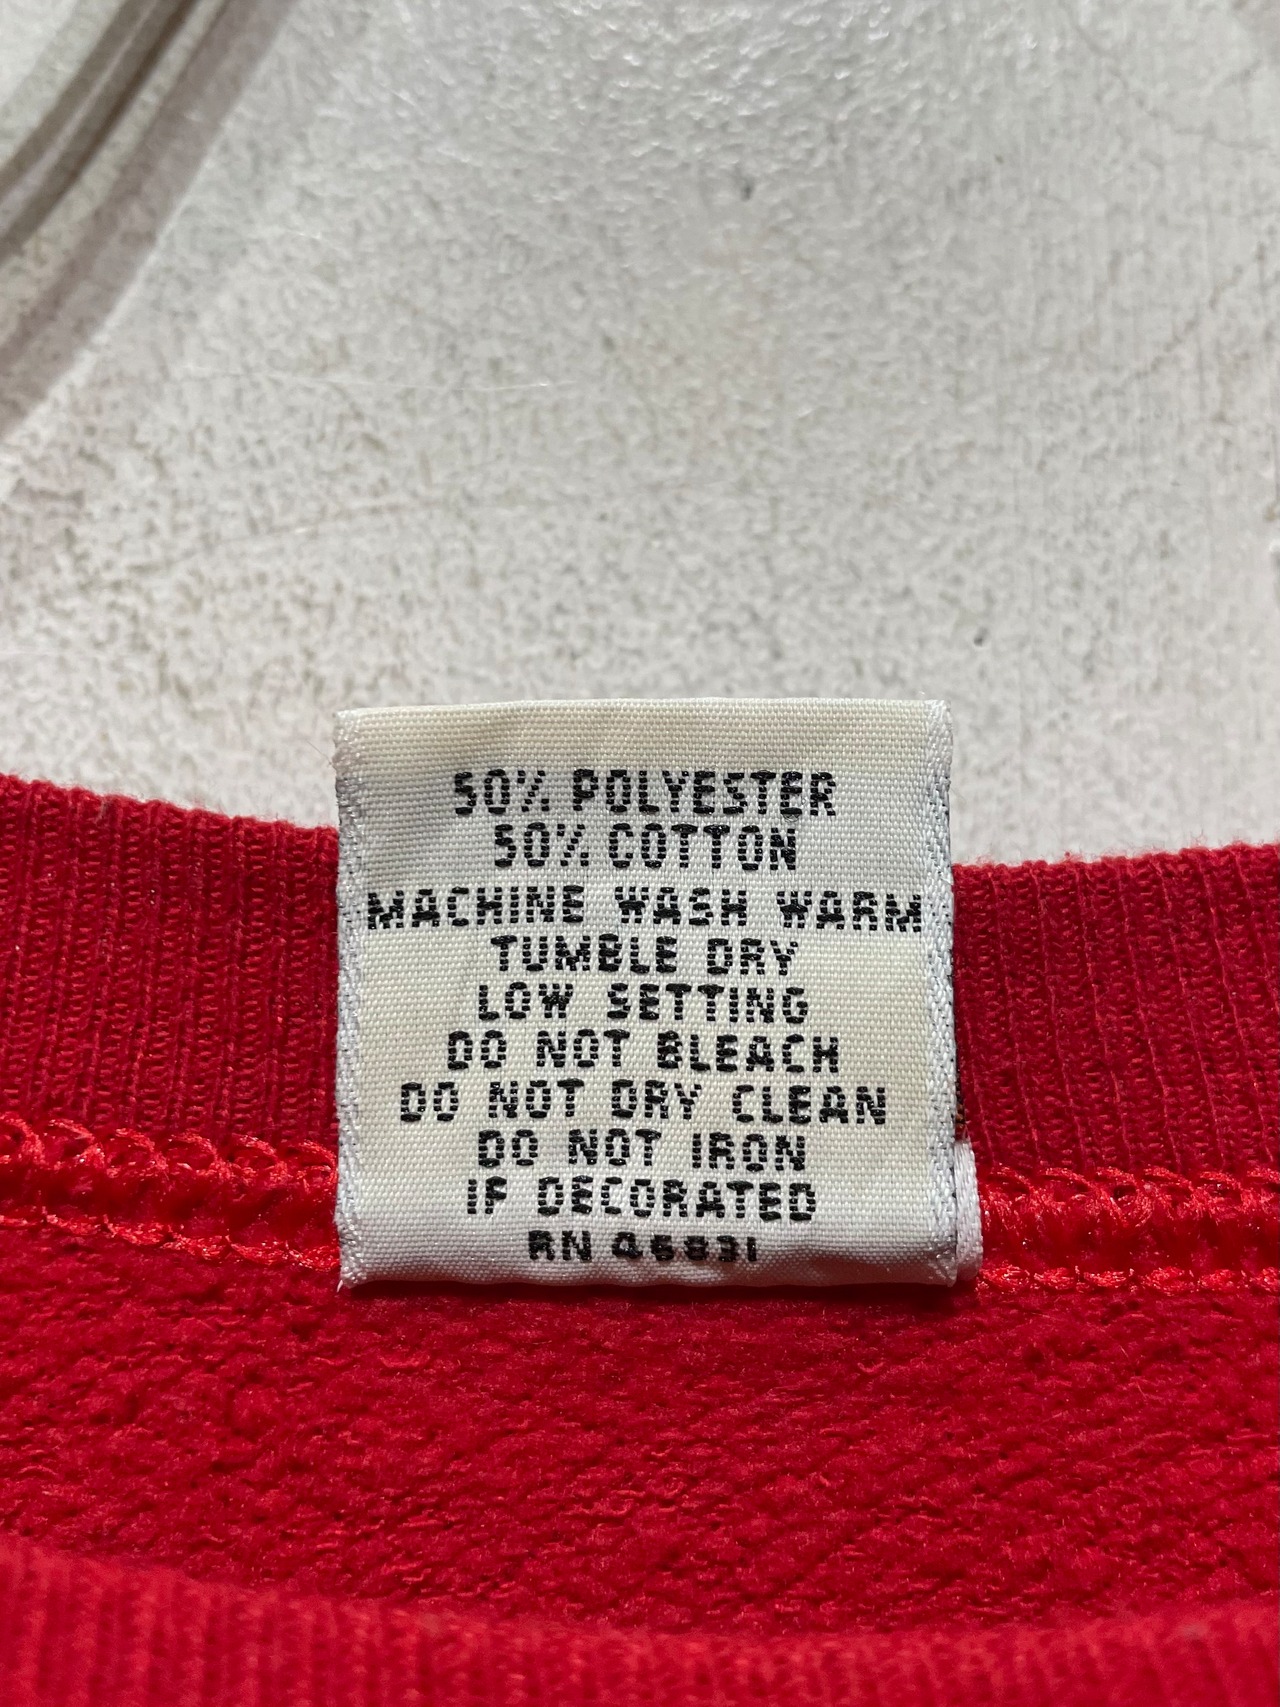 50% POLYESTER
50% COTTON
MACHINE WASH WARM
TUMBLE DRY
LOW SETTING
DO NOT BLEACH
DO NOT DRY CLEAN
DO NOT IRON
IF DECORATED
RN 46831